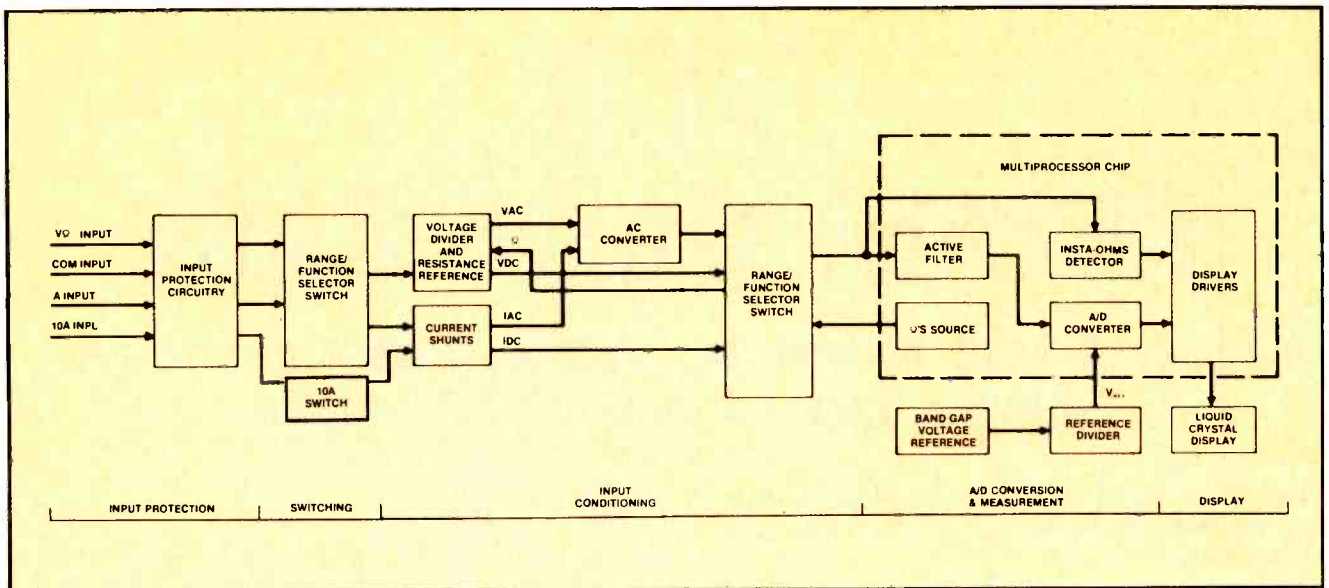 VΩ INPUT
COM INPUT
A INPUT
10A INPL
INPUT
PROTECTION
CIRCUITRY
RANGE/
FUNCTION
SELECTOR
SWITCH
10A
SWITCH
VOLTAGE
DIVIDER
AND
RESISTANCE
REFERENCE
CURRENT
SHUNTS
VAC
Ω
VDC
IAC
IDC
AC
CONVERTER
RANGE/
FUNCTION
SELECTOR
SWITCH
MULTIPROCESSOR CHIP
ACTIVE
FILTER
Ω'S SOURCE
INSTA-OHMS
DETECTOR
A/D
CONVERTER
DISPLAY
DRIVERS
BAND GAP
VOLTAGE
REFERENCE
REFERENCE
DIVIDER
LIQUID
CRYSTAL
DISPLAY
INPUT PROTECTION
SWITCHING
INPUT
CONDITIONING
A/D CONVERSION
& MEASUREMENT
DISPLAY